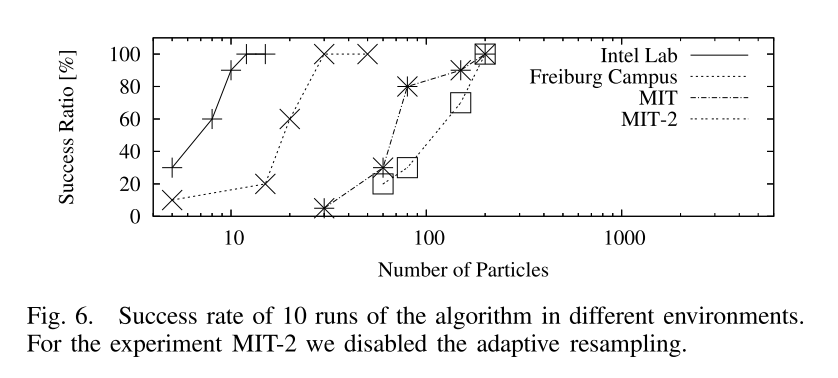 100
80
60
40
20
0
Success Ratio [%]
Intel Lab
Freiburg Campus
MIT
MIT-2
10 100 1000
Number of Particles
Fig. 6. Success rate of 10 runs of the algorithm in different environments.
For the experiment MIT-2 we disabled the adaptive resampling.